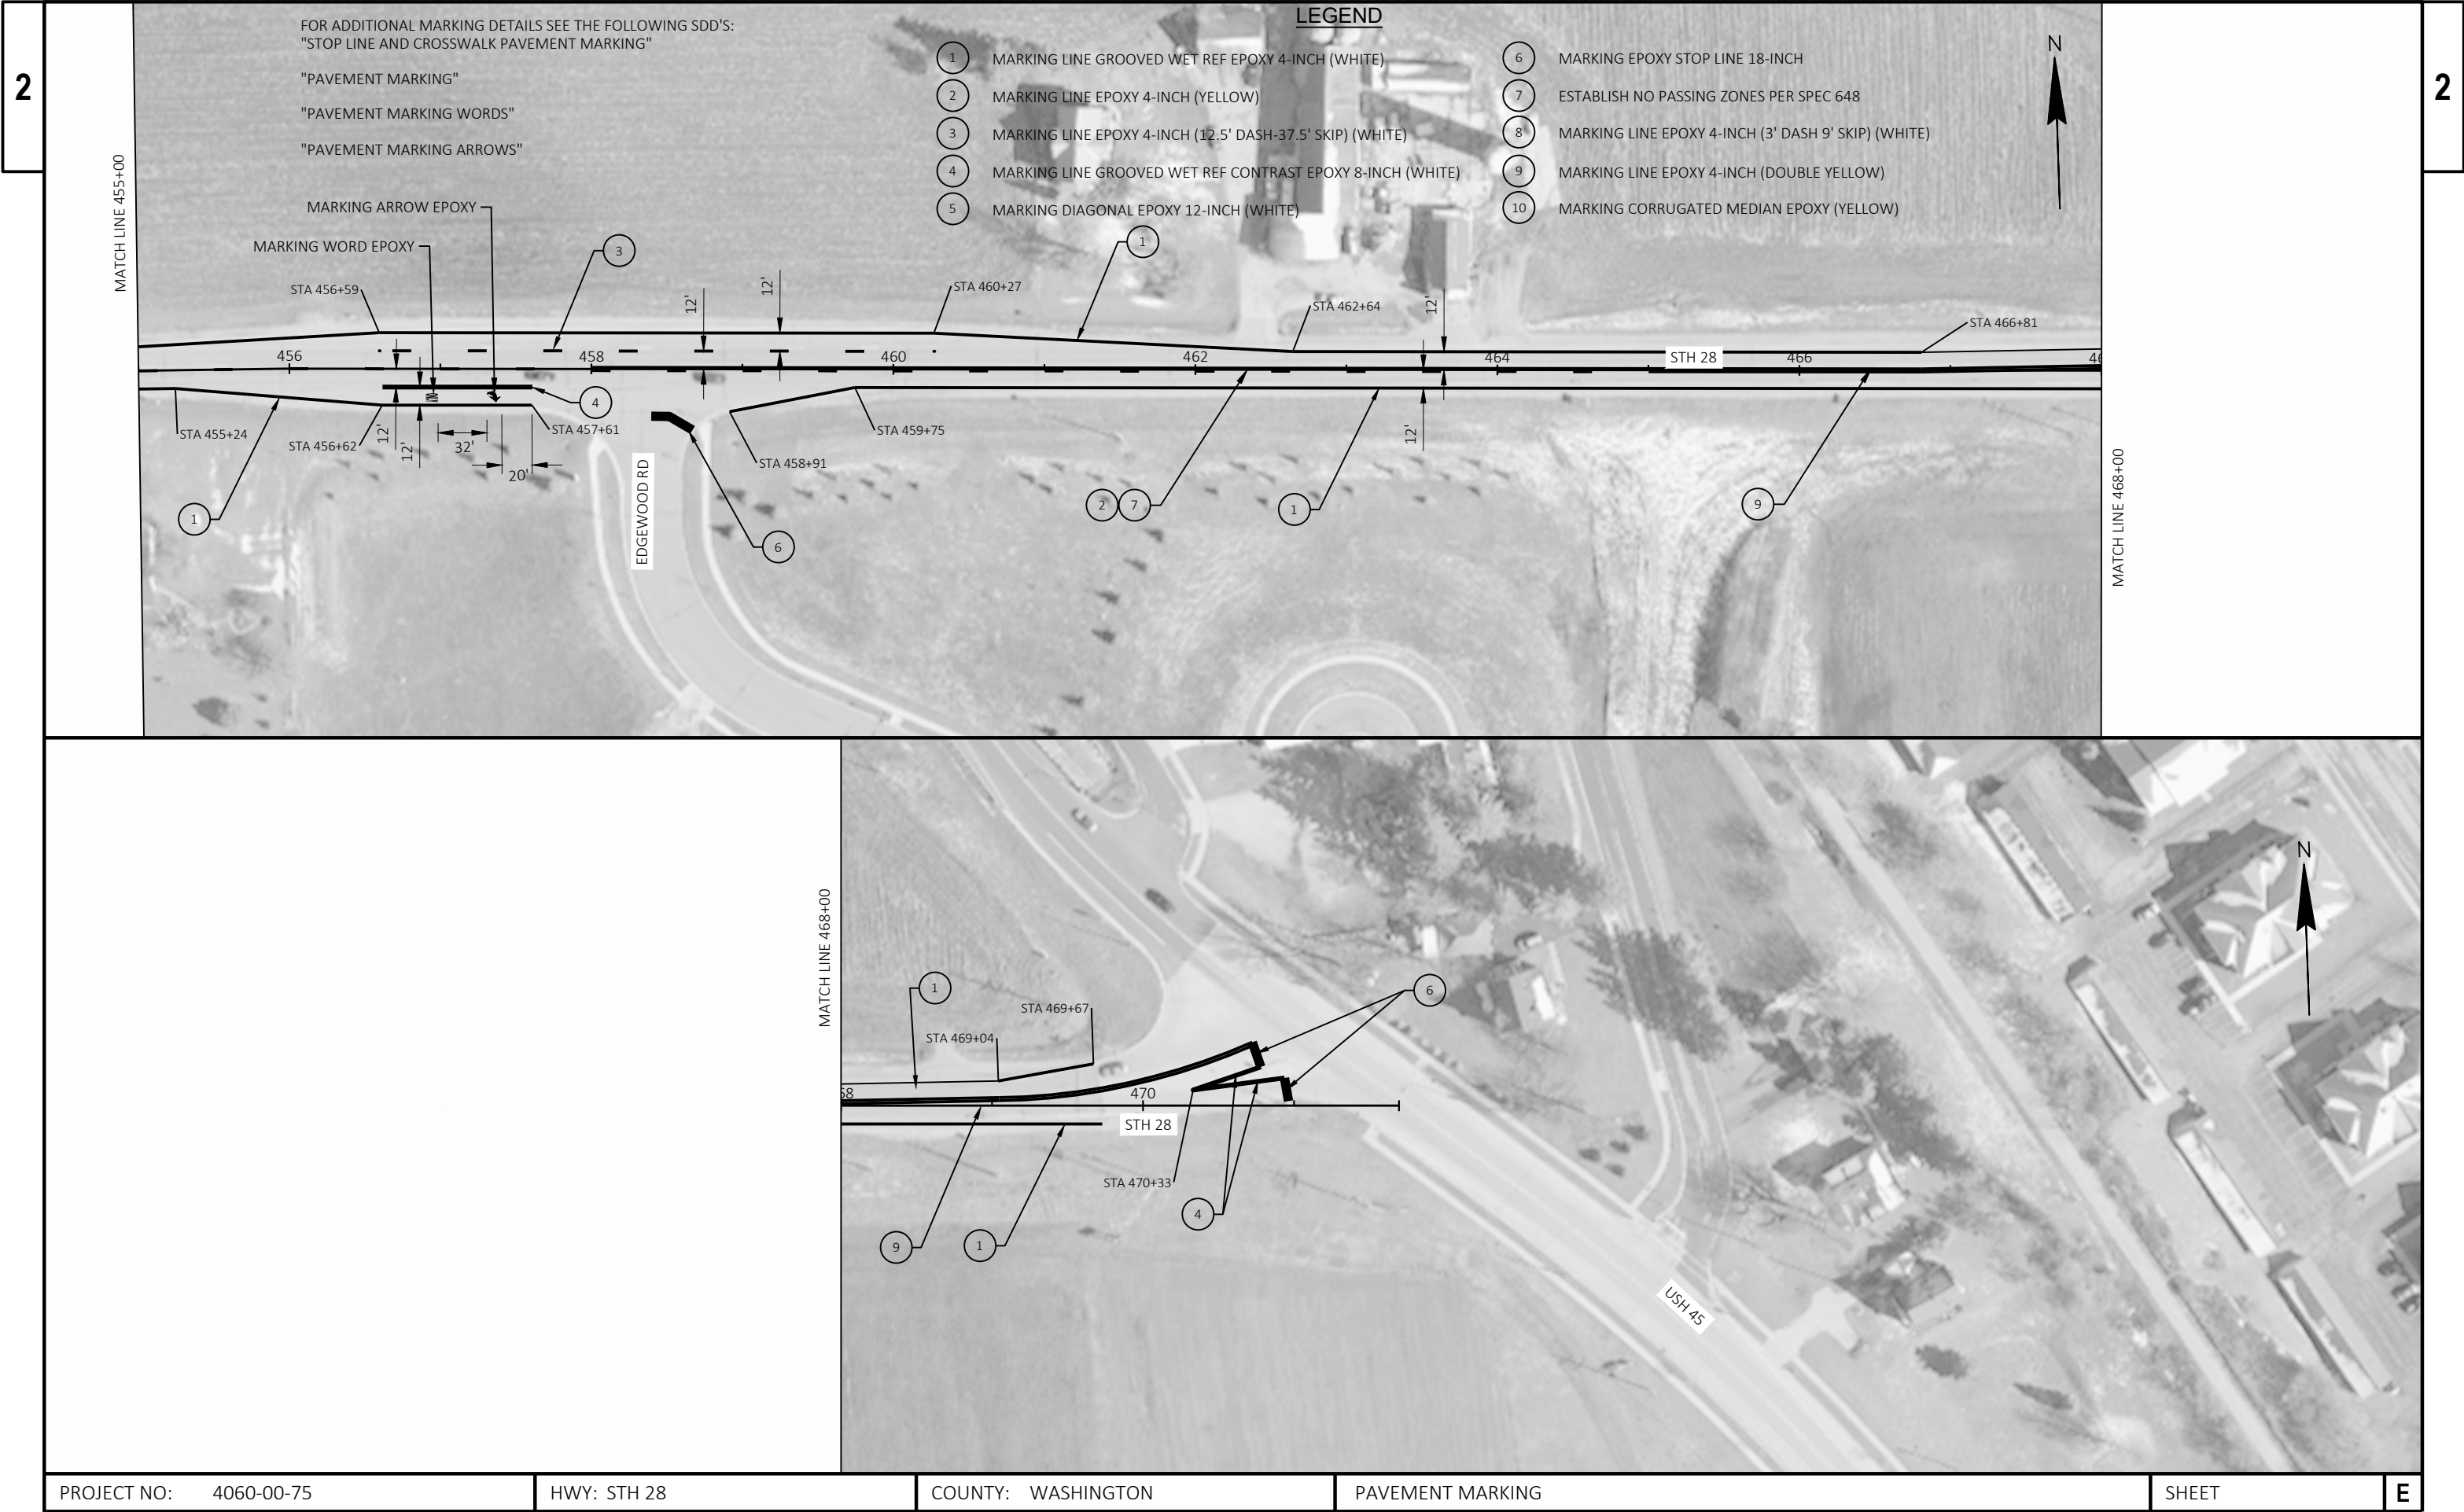 2
2
FOR ADDITIONAL MARKING DETAILS SEE THE FOLLOWING SDD'S:
"STOP LINE AND CROSSWALK PAVEMENT MARKING"
"PAVEMENT MARKING"
"PAVEMENT MARKING WORDS"
"PAVEMENT MARKING ARROWS"
LEGEND
1 MARKING LINE GROOVED WET REF EPOXY 4-INCH (WHITE)
2 MARKING LINE EPOXY 4-INCH (YELLOW)
3 MARKING LINE EPOXY 4-INCH (12.5' DASH-37.5' SKIP) (WHITE)
4 MARKING LINE GROOVED WET REF CONTRAST EPOXY 8-INCH (WHITE)
5 MARKING DIAGONAL EPOXY 12-INCH (WHITE)
6 MARKING EPOXY STOP LINE 18-INCH
7 ESTABLISH NO PASSING ZONES PER SPEC 648
8 MARKING LINE EPOXY 4-INCH (3' DASH 9' SKIP) (WHITE)
9 MARKING LINE EPOXY 4-INCH (DOUBLE YELLOW)
10 MARKING CORRUGATED MEDIAN EPOXY (YELLOW)
N
MATCH LINE 455+00
MARKING ARROW EPOXY
MARKING WORD EPOXY
3
1
STA 456+59
12'
12'
STA 460+27
STA 462+64
12'
STA 466+81
456
458
460
462
464
STH 28
466
46
4
STA 455+24
STA 456+62
12'
12'
32'
20'
STA 457+61
STA 458+91
STA 459+75
12'
1
EDGEWOOD RD
6
2
7
1
9
MATCH LINE 468+00
MATCH LINE 468+00
N
1
STA 469+04
STA 469+67
6
68
470
STH 28
STA 470+33
4
9
1
USH 45
PROJECT NO: 4060-00-75
HWY: STH 28
COUNTY: WASHINGTON
PAVEMENT MARKING
SHEET
E